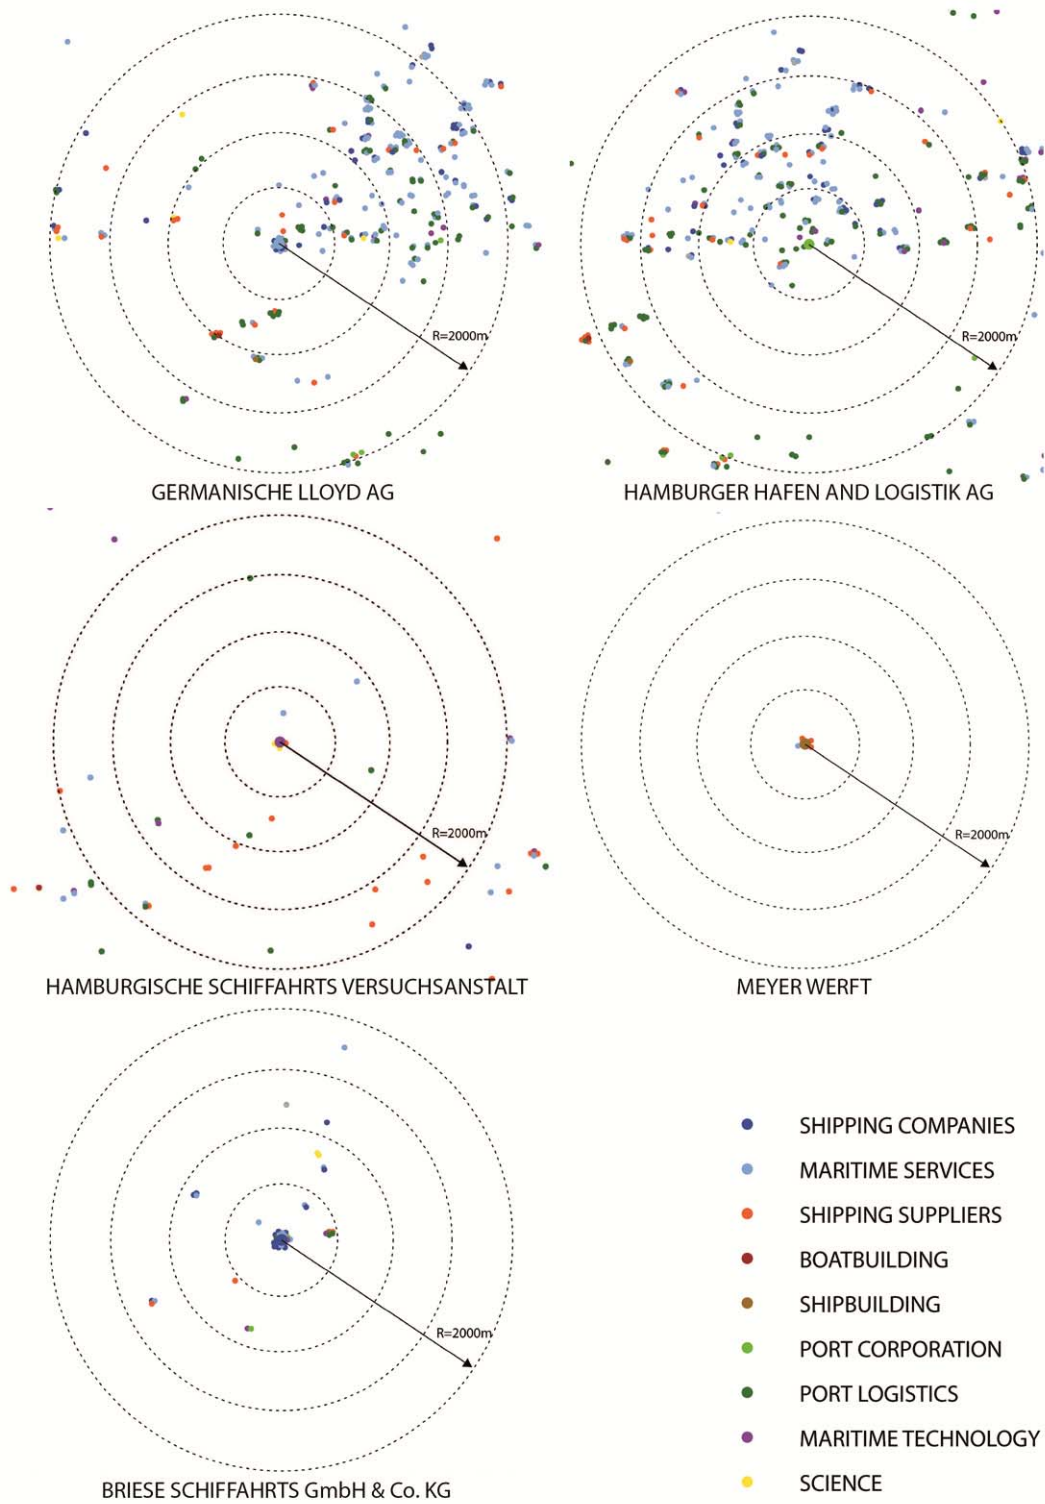 R=2000m
R=2000m
GERMANISCHE LLOYD AG
HAMBURGER HAFEN AND LOGISTIK AG
R=2000m
R=2000m
HAMBURGISCHE SCHIFFAHRTS VERSUCHSANSTALT
MEYER WERFT
R=2000m
BRIESE SCHIFFAHRTS GmbH & Co. KG
SHIPPING COMPANIES
MARITIME SERVICES
SHIPPING SUPPLIERS
BOATBUILDING
SHIPBUILDING
PORT CORPORATION
PORT LOGISTICS
MARITIME TECHNOLOGY
SCIENCE